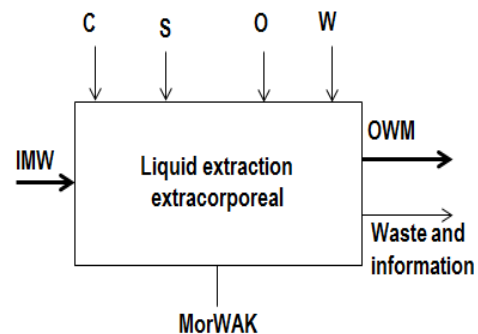 C S O W
OWM
IMW
Liquid extraction
extracorporeal
Waste and
information
MorWAK